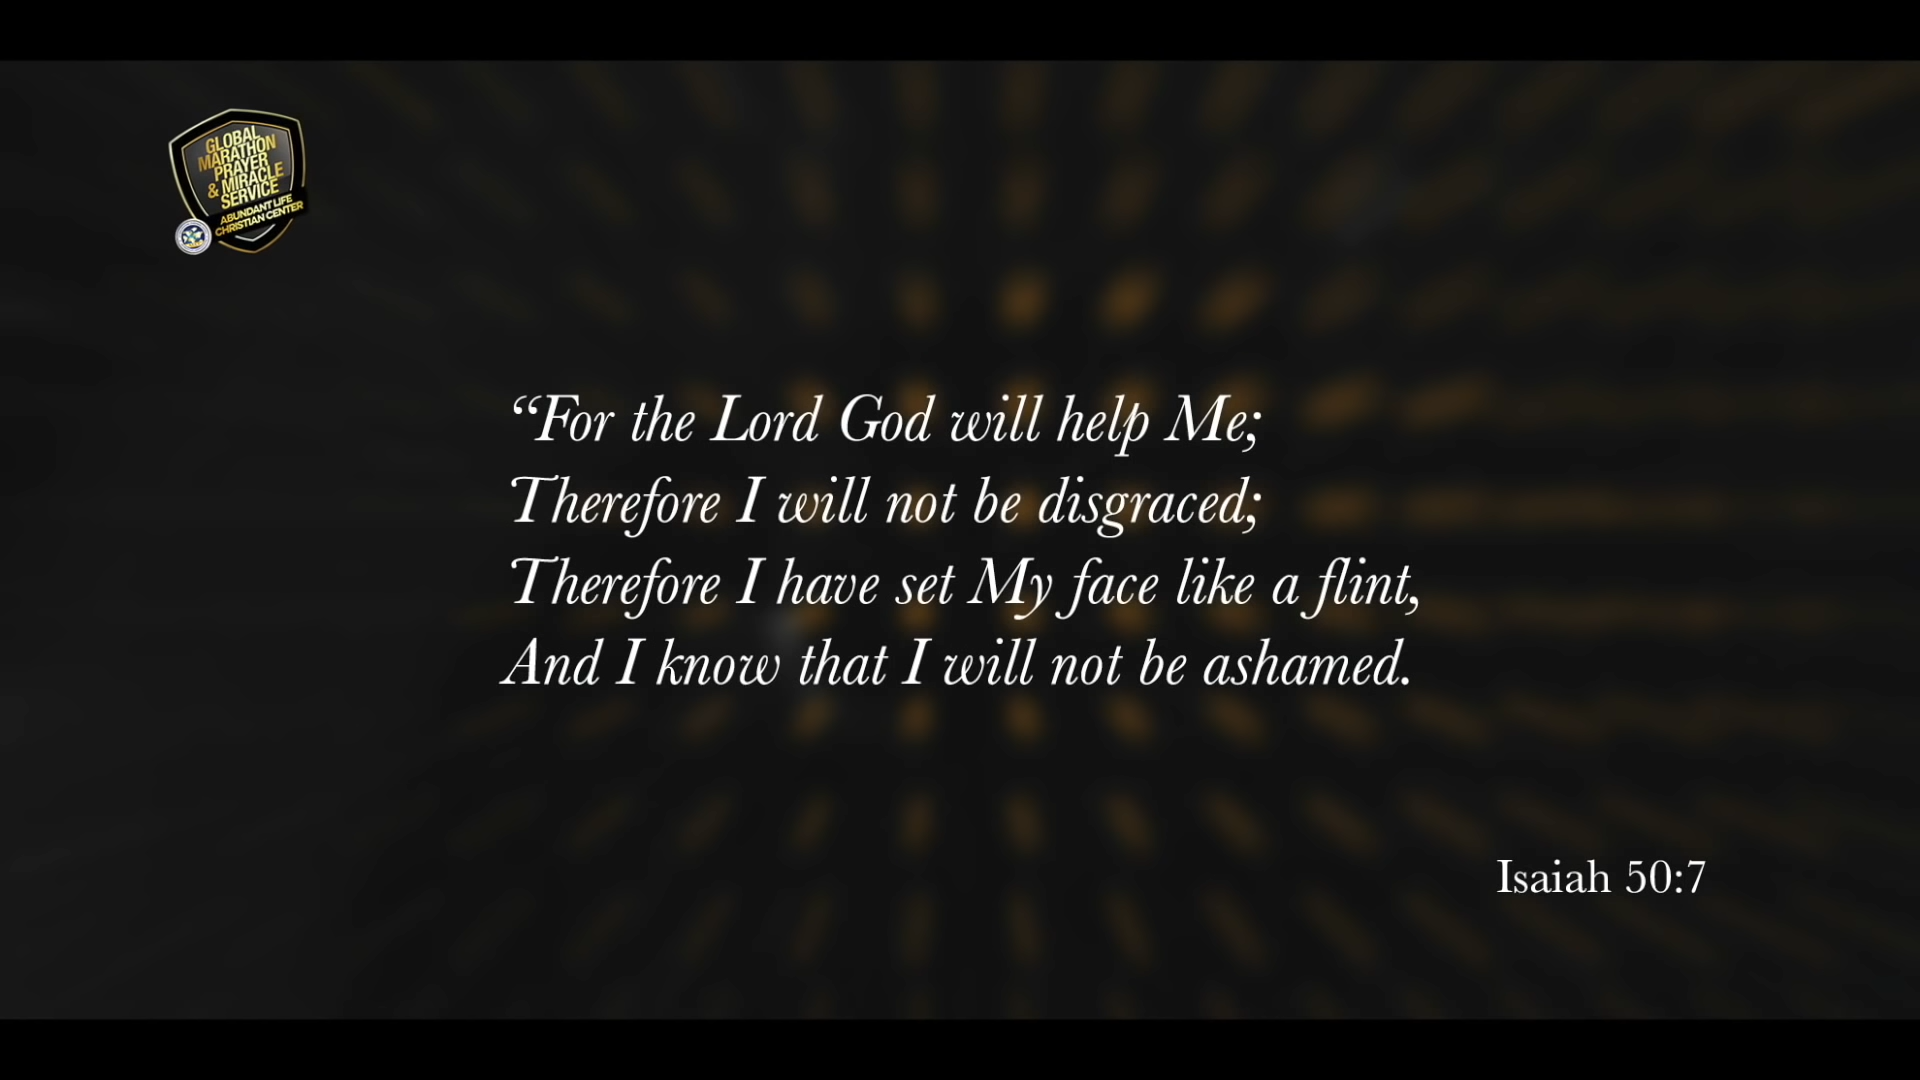 GLOBAL
MARATHON
PRAYER
& MIRACLE
SERVICE
ABUNDANT LIFE
CHRISTIAN CENTER
“For the Lord God will help Me;
Therefore I will not be disgraced;
Therefore I have set My face like a flint,
And I know that I will not be ashamed.
Isaiah 50:7